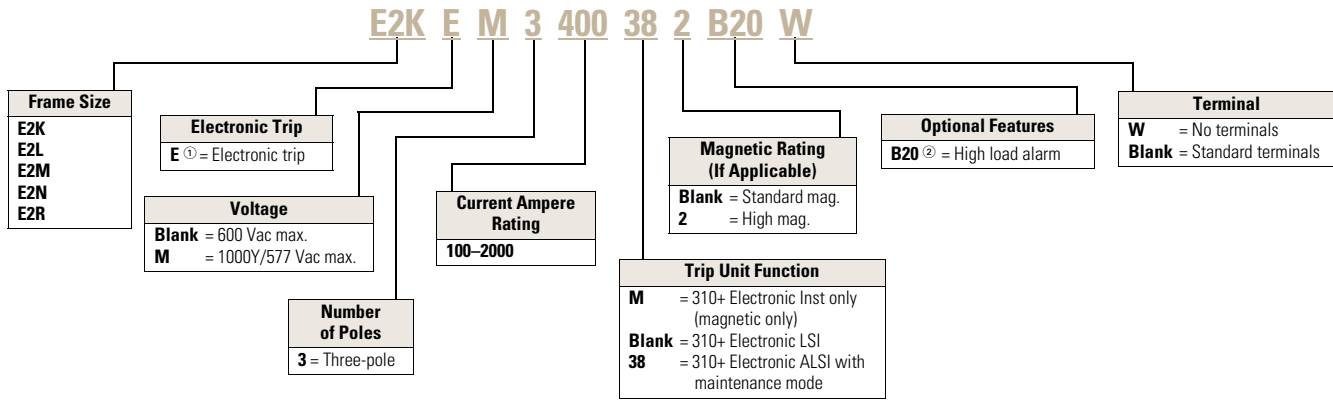 E2K E M 3 400 38 2 B20 W
Frame Size
E2K
E2L
E2M
E2N
E2R
Electronic Trip
E ① = Electronic trip
Voltage
Blank = 600 Vac max.
M = 1000Y/577 Vac max.
Number
of Poles
3 = Three-pole
Current Ampere
Rating
100–2000
Trip Unit Function
M = 310+ Electronic Inst only
(magnetic only)
Blank = 310+ Electronic LSI
38 = 310+ Electronic ALSI with
maintenance mode
Magnetic Rating
(If Applicable)
Blank = Standard mag.
2 = High mag.
Optional Features
B20 ② = High load alarm
Terminal
W = No terminals
Blank = Standard terminals